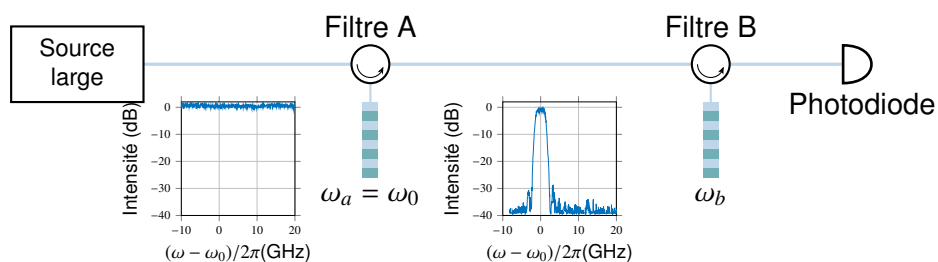 Source
large
Filtre A
Filtre B
Photodiode
Intensité (dB)
0
−10
−20
−30
−40
−10
0
10
20
(ω − ω₀)/2π(GHz)
ωₐ = ω₀
Intensité (dB)
0
−10
−20
−30
−40
−10
0
10
20
(ω − ω₀)/2π(GHz)
ω_b